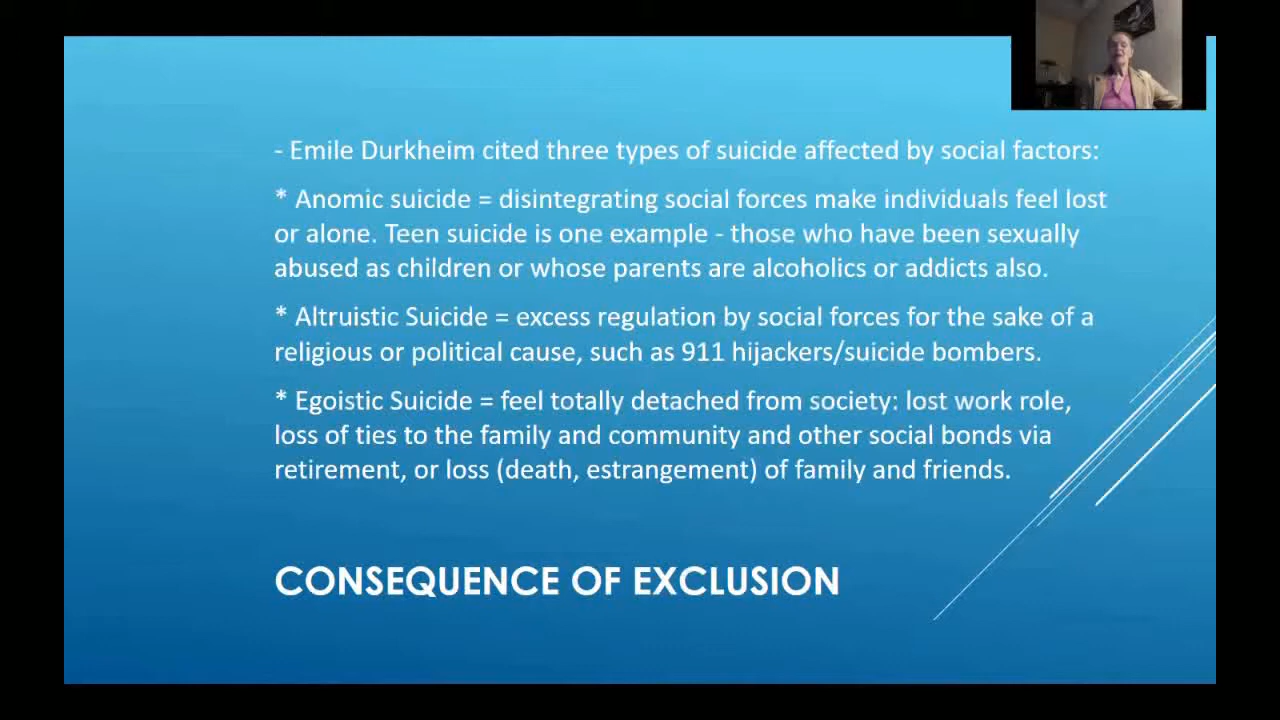 - Emile Durkheim cited three types of suicide affected by social factors:
* Anomic suicide = disintegrating social forces make individuals feel lost
or alone. Teen suicide is one example - those who have been sexually
abused as children or whose parents are alcoholics or addicts also.
* Altruistic Suicide = excess regulation by social forces for the sake of a
religious or political cause, such as 911 hijackers/suicide bombers.
* Egoistic Suicide = feel totally detached from society: lost work role,
loss of ties to the family and community and other social bonds via
retirement, or loss (death, estrangement) of family and friends.
CONSEQUENCE OF EXCLUSION